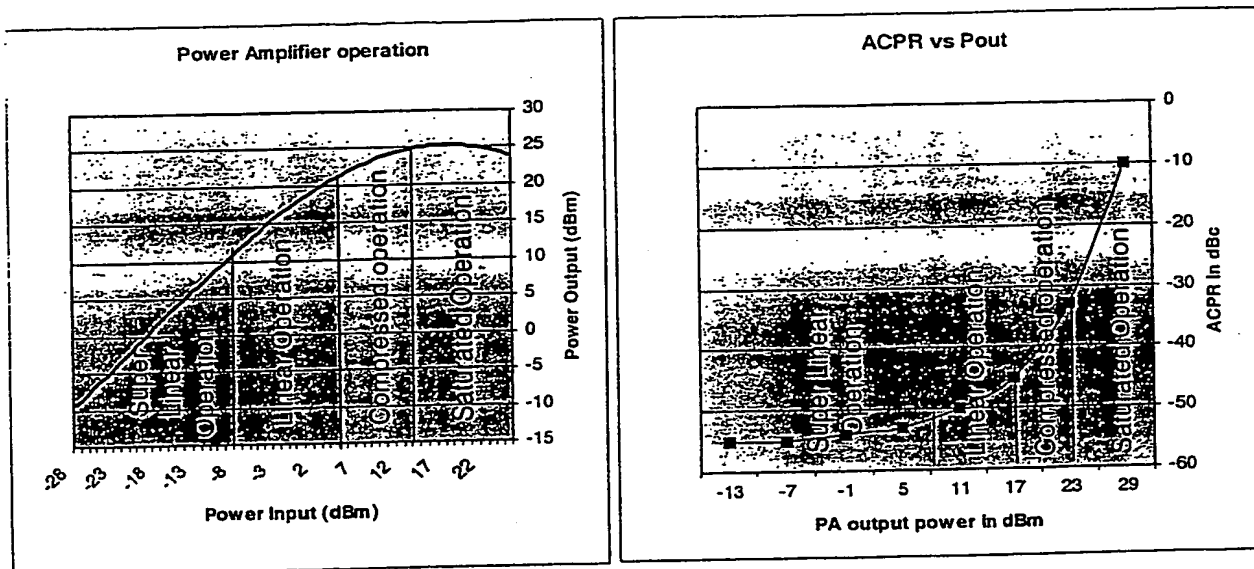 Power Amplifier operation
30
25
20
15
10
5
0
-5
-10
-15
Power Output (dBm)
(Super
Linear
Operation)
(Linear Operation)
(Compressed operation)
(Saturated Operation)
-28
-23
-18
-13
-8
-3
2
7
12
17
22
Power Input (dBm)
ACPR vs Pout
0
-10
-20
-30
-40
-50
-60
ACPR In dBc
(Super Linear
Operation)
(Linear Operation)
(Compressed operation)
(Saturated Operation)
-13
-7
-1
5
11
17
23
29
PA output power In dBm